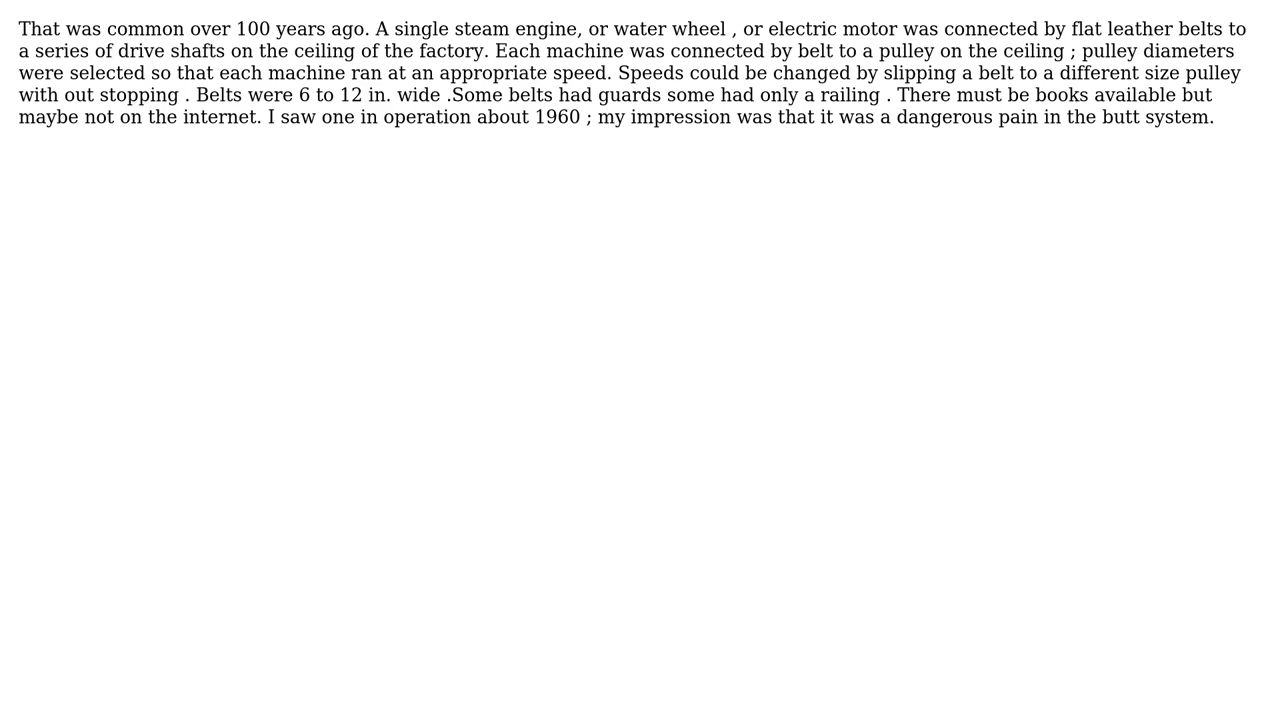 That was common over 100 years ago. A single steam engine, or water wheel , or electric motor was connected by flat leather belts to
a series of drive shafts on the ceiling of the factory. Each machine was connected by belt to a pulley on the ceiling ; pulley diameters
were selected so that each machine ran at an appropriate speed. Speeds could be changed by slipping a belt to a different size pulley
with out stopping . Belts were 6 to 12 in. wide .Some belts had guards some had only a railing . There must be books available but
maybe not on the internet. I saw one in operation about 1960 ; my impression was that it was a dangerous pain in the butt system.